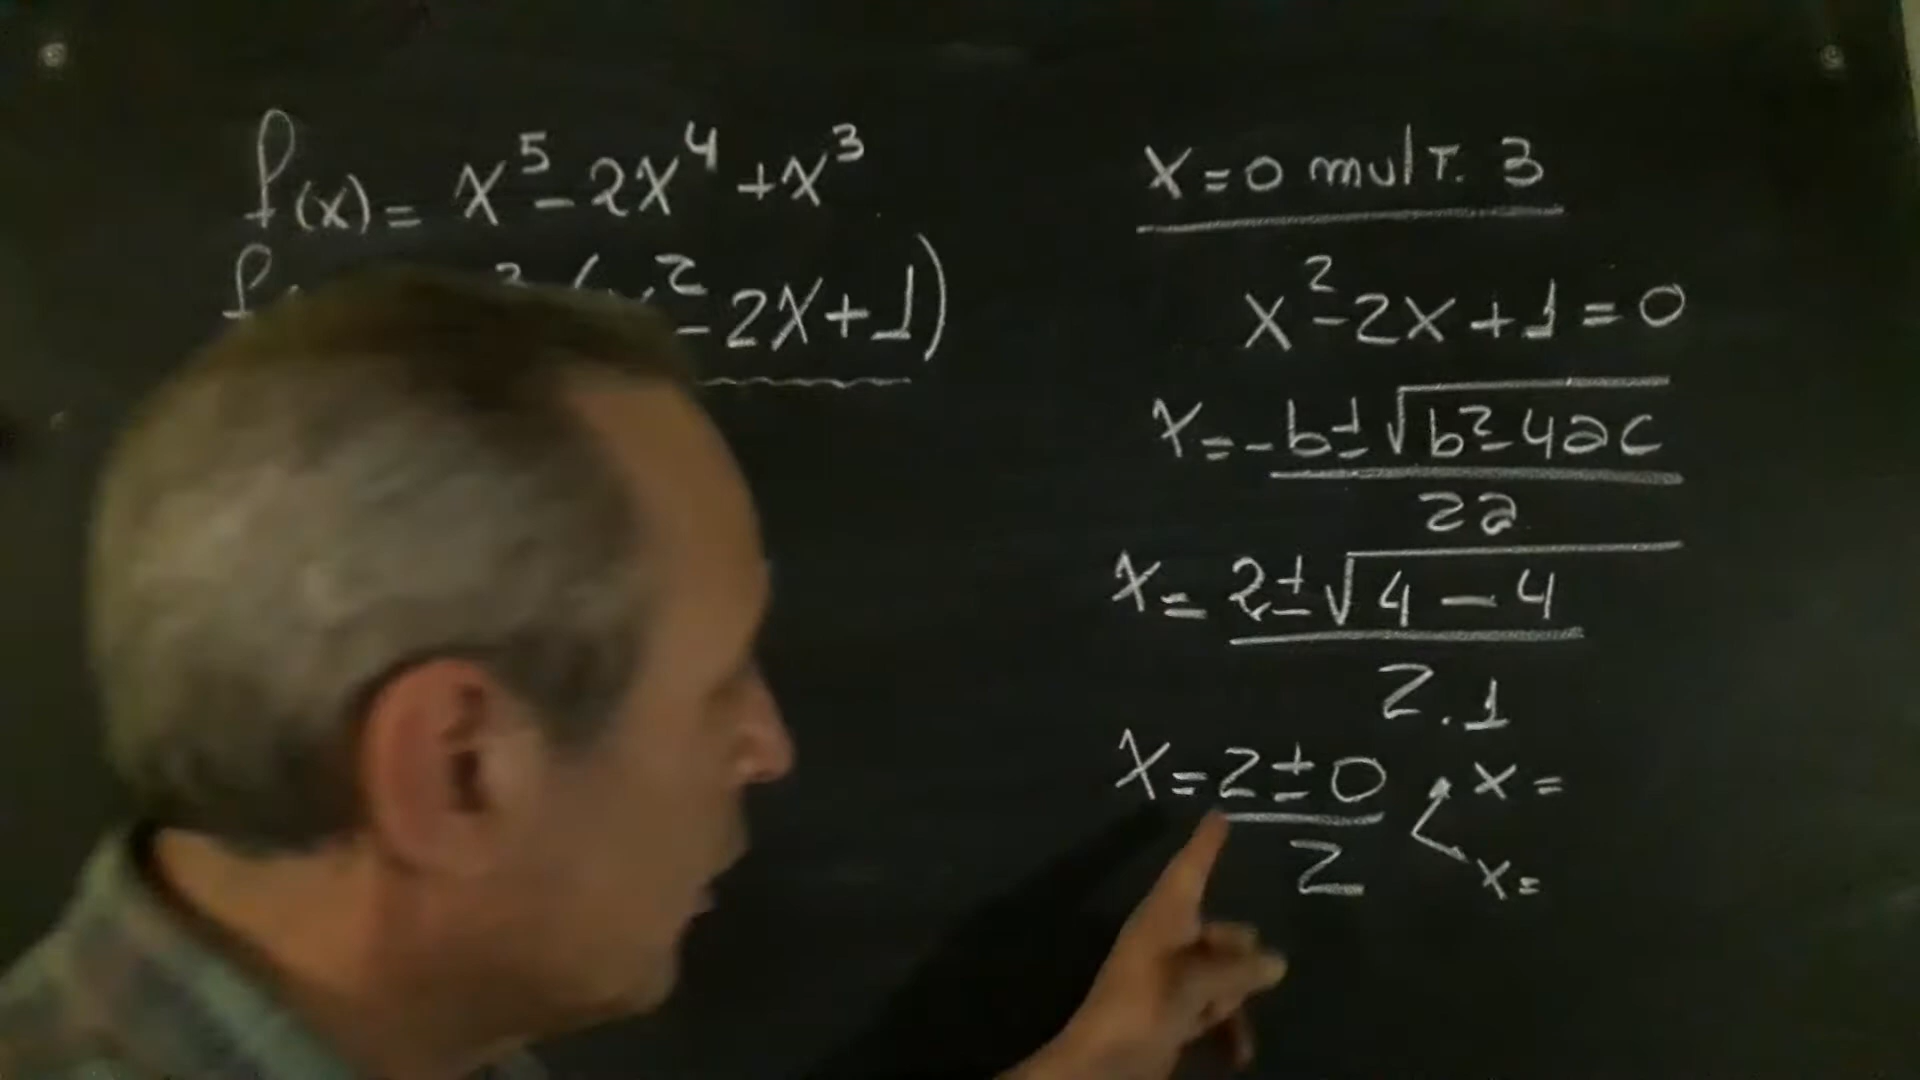 f(x) = x⁵ - 2x⁴ + x³
x² - 2x + 1)
x = 0 mult. 3
x² - 2x + 1 = 0
x = -b ± √b² - 4ac
2a
x = 2 ± √4 - 4
2.1
x = 2 ± 0
2
x =
x =